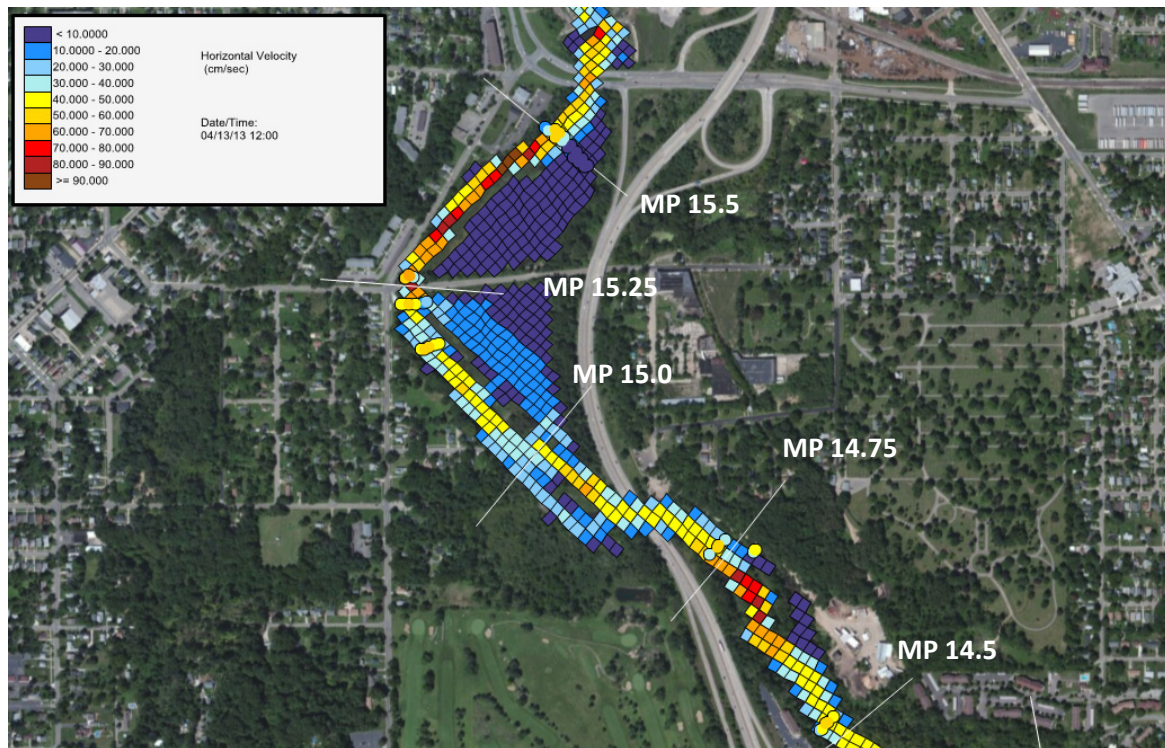 < 10.0000
10.0000 - 20.000
20.000 - 30.000
30.000 - 40.000
40.000 - 50.000
50.000 - 60.000
60.000 - 70.000
70.000 - 80.000
80.000 - 90.000
>= 90.000
Horizontal Velocity
(cm/sec)
Date/Time:
04/13/13 12:00
MP 15.5
MP 15.25
MP 15.0
MP 14.75
MP 14.5